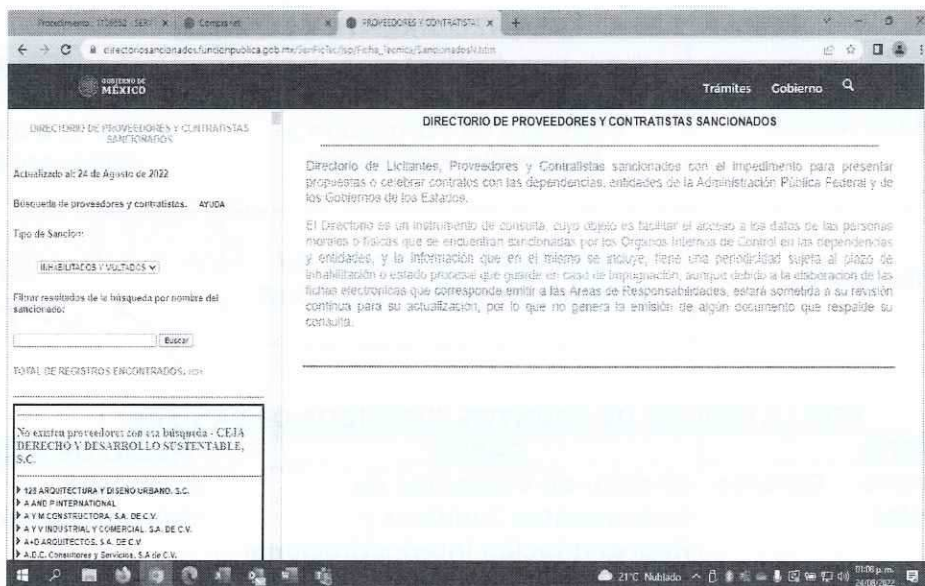 Procedimiento : 1109552 - SERV
Compranet
PROVEEDORES Y CONTRATISTA
directoriosancionados.funcionpublica.gob.mx/SanFicTec/jsp/Ficha_Tecnica/SancionadosN.htm
GOBIERNO DE
MÉXICO
Trámites Gobierno
DIRECTORIO DE PROVEEDORES Y CONTRATISTAS
SANCIONADOS
Actualizado al: 24 de Agosto de 2022
Búsqueda de proveedores y contratistas. AYUDA
Tipo de Sancion:
INHABILITADOS Y MULTADOS
Filtrar resultados de la búsqueda por nombre del
sancionado:
Buscar
TOTAL DE REGISTROS ENCONTRADOS:
No existen proveedores con esa búsqueda - CEJA
DERECHO Y DESARROLLO SUSTENTABLE,
S.C.
123 ARQUITECTURA Y DISEÑO URBANO, S.C.
A AND P INTERNATIONAL
A Y M CONSTRUCTORA, S.A. DE C.V.
A Y V INDUSTRIAL Y COMERCIAL, S.A. DE C.V.
A+D ARQUITECTOS, S.A. DE C.V.
A.D.C. Consultores y Servicios, S.A de C.V.
DIRECTORIO DE PROVEEDORES Y CONTRATISTAS SANCIONADOS
Directorio de Licitantes, Proveedores y Contratistas sancionados con el impedimento para presentar
propuestas o celebrar contratos con las dependencias, entidades de la Administración Pública Federal y de
los Gobiernos de los Estados.
El Directorio es un instrumento de consulta, cuyo objeto es facilitar el acceso a los datos de las personas
morales o físicas que se encuentran sancionadas por los Órganos Internos de Control en las dependencias
y entidades, y la información que en el mismo se incluye, tiene una periodicidad sujeta al plazo de
inhabilitación o estado procesal que guarde en caso de impugnación, aunque debido a la elaboración de las
fichas electrónicas que corresponde emitir a las Áreas de Responsabilidades, estará sometida a su revisión
continua para su actualización, por lo que no genera la emisión de algún documento que respalde su
consulta.
21°C Nublado
01:06 p.m.
24/08/2022